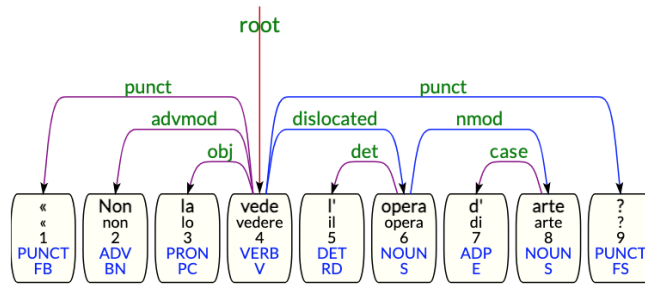 root
punct punct
advmod dislocated nmod
obj det case
« Non la vede l' opera d' arte ?
« non lo vedere il opera di arte ?
1 2 3 4 5 6 7 8 9
PUNCT ADV PRON VERB DET NOUN ADP NOUN PUNCT
FB BN PC V RD S E S FS